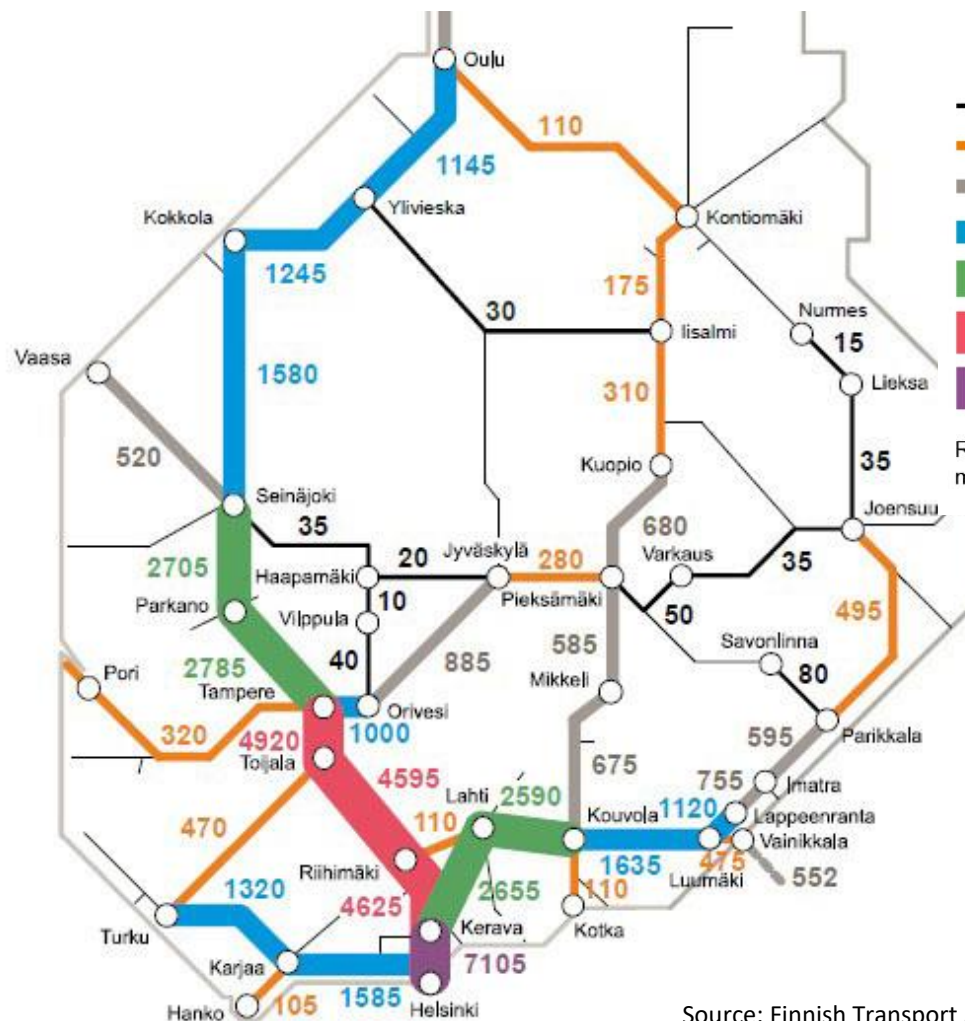 Oulu
110
1145
Ylivieska
Kokkola
Kontiomäki
1245
175
30
Iisalmi
Nurmes
15
Vaasa
1580
310
Lieksa
520
Kuopio
35
Seinäjoki
680
Joensuu
35
2705
20
Jyväskylä
280
Varkaus
35
Haapamäki
Parkano
10
Pieksämäki
50
495
Vilppula
585
Savonlinna
2785
40
885
80
Pori
Tampere
Mikkeli
Orivesi
320
1000
595
Parikkala
4920
Toijala
4595
675
755
Imatra
Lahti
2590
Kouvola
1120
Lappeenranta
470
110
Vainikkala
1635
475
Riihimäki
Luumäki
552
1320
2655
4625
110
Turku
Kerava
Kotka
Karjaa
7105
1585
Hanko
105
Helsinki
Source: Finnish Transport